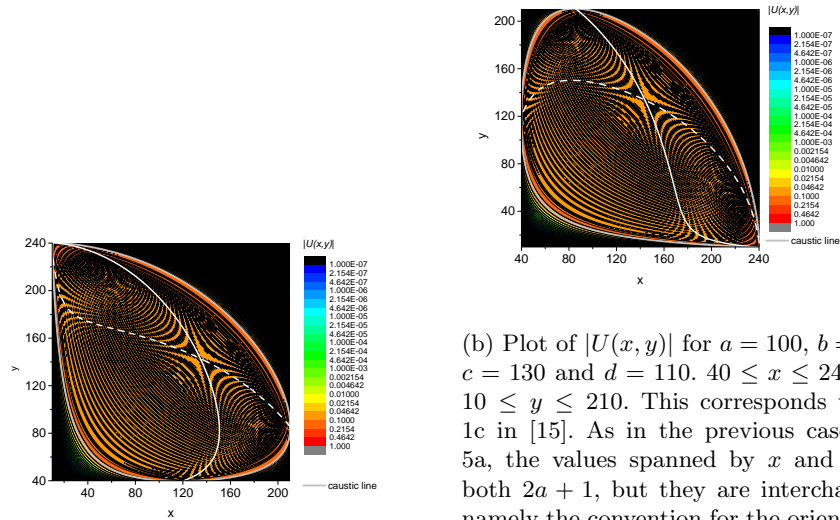 |U(x,y)|
240
200
160
120
80
40
y
40
80
120
160
200
x
1.000E-07
2.154E-07
4.642E-07
1.000E-06
2.154E-06
4.642E-06
1.000E-05
2.154E-05
4.642E-05
1.000E-04
2.154E-04
4.642E-04
1.000E-03
0.002154
0.004642
0.01000
0.02154
0.04642
0.1000
0.2154
0.4642
1.000
caustic line
|U(x,y)|
200
160
120
80
40
y
40
80
120
160
200
240
x
1.000E-07
2.154E-07
4.642E-07
1.000E-06
2.154E-06
4.642E-06
1.000E-05
2.154E-05
4.642E-05
1.000E-04
2.154E-04
4.642E-04
1.000E-03
0.002154
0.004642
0.01000
0.02154
0.04642
0.1000
0.2154
0.4642
1.000
caustic line
(b) Plot of |U(x, y)| for a = 100, b =
c = 130 and d = 110. 40 ≤ x ≤ 24
10 ≤ y ≤ 210. This corresponds
1c in [15]. As in the previous case
5a, the values spanned by x and
both 2a + 1, but they are intercha
namely the convention for the orien